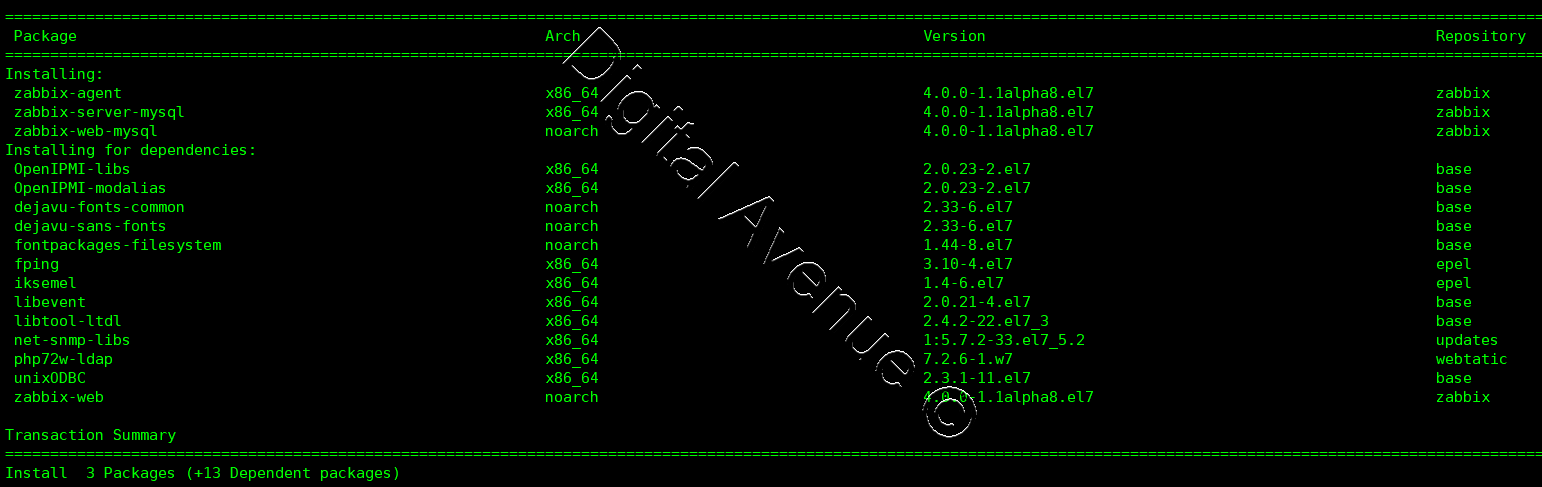 Package Arch Version Repository
Installing:
zabbix-agent x86_64 4.0.0-1.1alpha8.el7 zabbix
zabbix-server-mysql x86_64 4.0.0-1.1alpha8.el7 zabbix
zabbix-web-mysql noarch 4.0.0-1.1alpha8.el7 zabbix
Installing for dependencies:
OpenIPMI-libs x86_64 2.0.23-2.el7 base
OpenIPMI-modalias x86_64 2.0.23-2.el7 base
dejavu-fonts-common noarch 2.33-6.el7 base
dejavu-sans-fonts noarch 2.33-6.el7 base
fontpackages-filesystem noarch 1.44-8.el7 base
fping x86_64 3.10-4.el7 epel
iksemel x86_64 1.4-6.el7 epel
libevent x86_64 2.0.21-4.el7 base
libtool-ltdl x86_64 2.4.2-22.el7_3 base
net-snmp-libs x86_64 1:5.7.2-33.el7_5.2 updates
php72w-ldap x86_64 7.2.6-1.w7 webtatic
unixODBC x86_64 2.3.1-11.el7 base
zabbix-web noarch 4.0.0-1.1alpha8.el7 zabbix
Transaction Summary
Install 3 Packages (+13 Dependent packages)
Digital Avenue ©